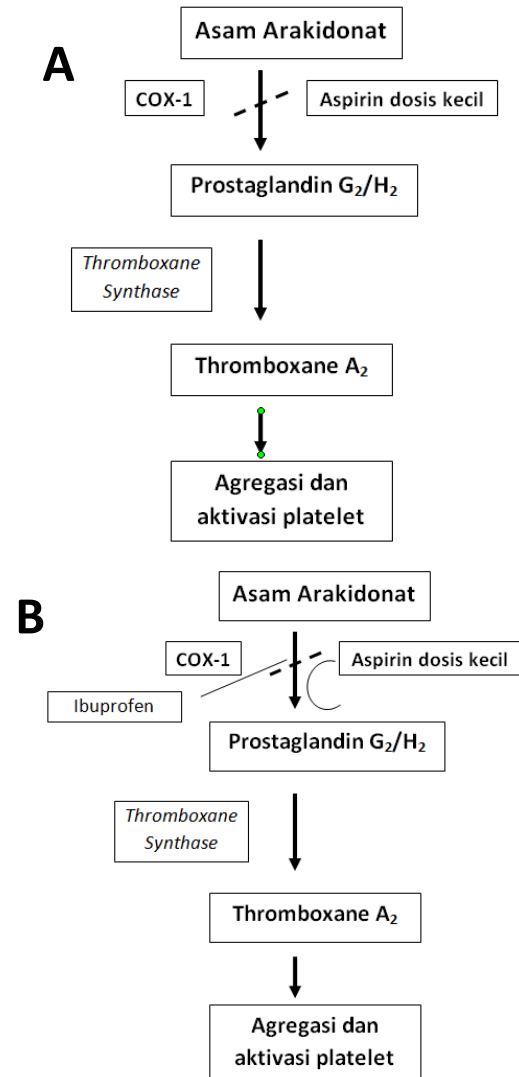 A
Asam Arakidonat
COX-1
Aspirin dosis kecil
Prostaglandin G₂/H₂
Thromboxane
Synthase
Thromboxane A₂
Agregasi dan
aktivasi platelet
B
Asam Arakidonat
COX-1
Aspirin dosis kecil
Ibuprofen
Prostaglandin G₂/H₂
Thromboxane
Synthase
Thromboxane A₂
Agregasi dan
aktivasi platelet